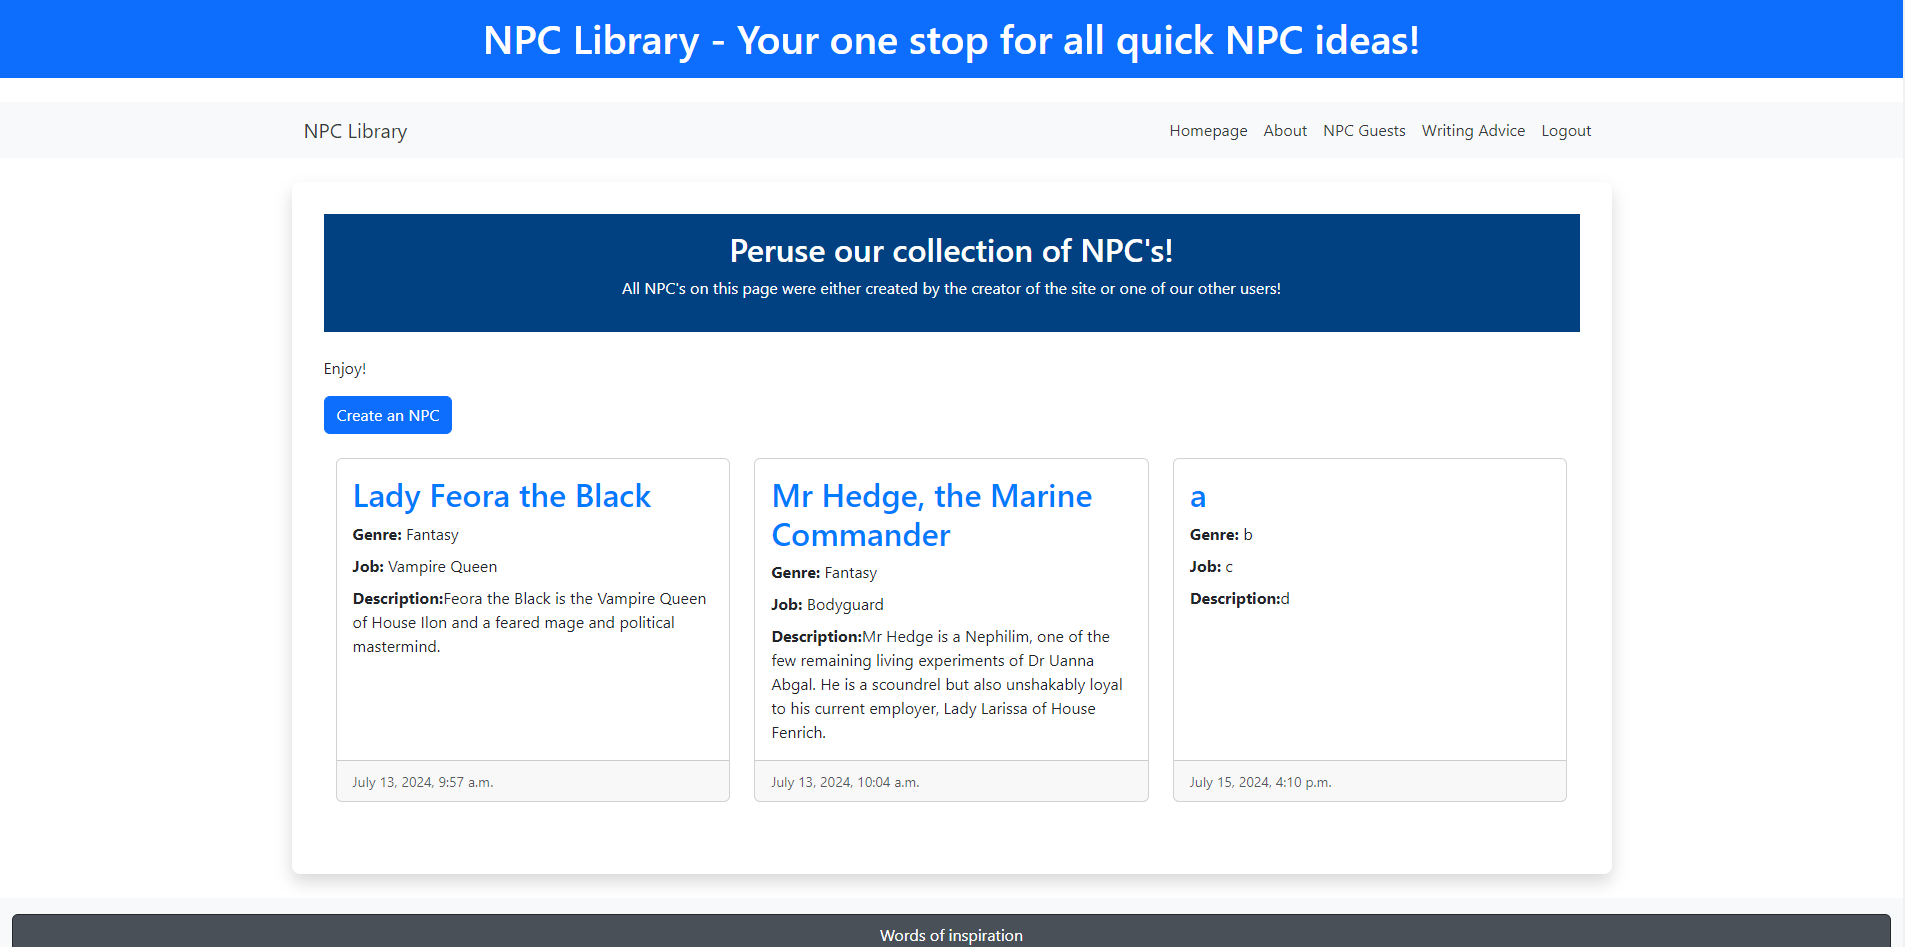 NPC Library - Your one stop for all quick NPC ideas!
NPC Library
Homepage About NPC Guests Writing Advice Logout
Peruse our collection of NPC's!
All NPC's on this page were either created by the creator of the site or one of our other users!
Enjoy!
Create an NPC
Lady Feora the Black
Genre: Fantasy
Job: Vampire Queen
Description:Feora the Black is the Vampire Queen
of House Ilon and a feared mage and political
mastermind.
July 13, 2024, 9:57 a.m.
Mr Hedge, the Marine
Commander
Genre: Fantasy
Job: Bodyguard
Description:Mr Hedge is a Nephilim, one of the
few remaining living experiments of Dr Uanna
Abgal. He is a scoundrel but also unshakably loyal
to his current employer, Lady Larissa of House
Fenrich.
July 13, 2024, 10:04 a.m.
a
Genre: b
Job: c
Description:d
July 15, 2024, 4:10 p.m.
Words of inspiration